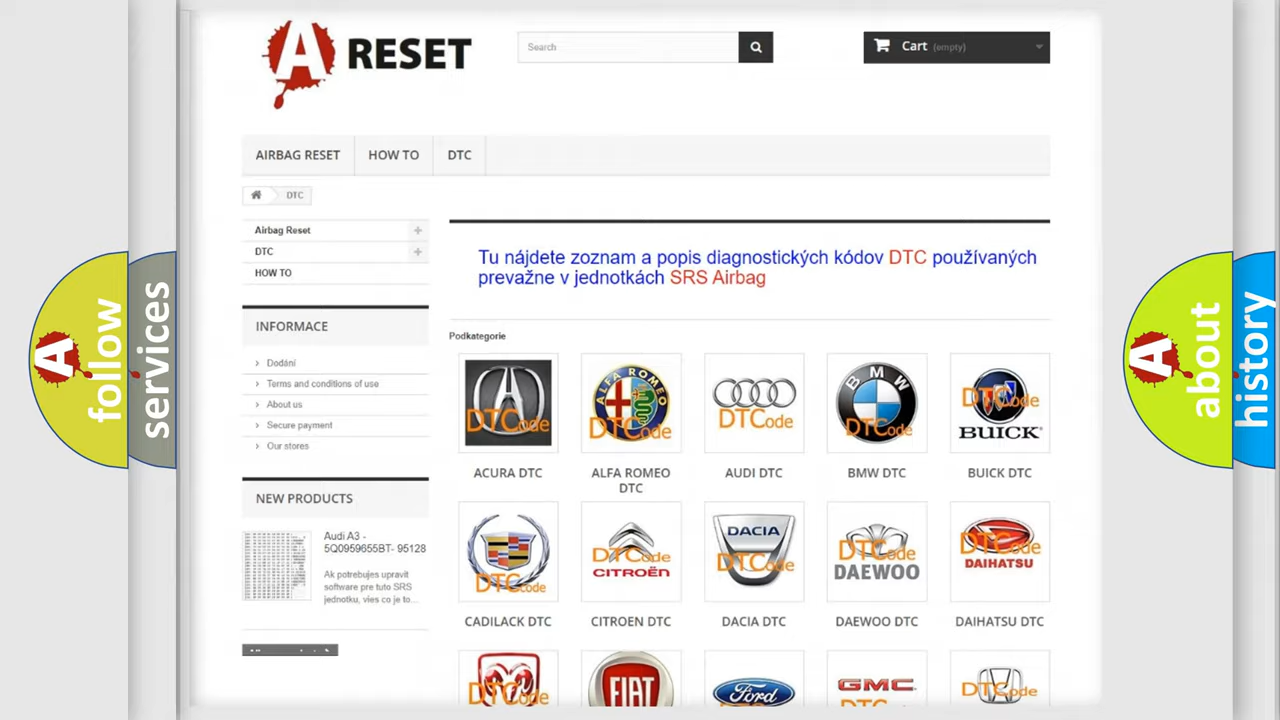 A RESET
Search
Cart (empty)
AIRBAG RESET
HOW TO
DTC
DTC
Airbag Reset
DTC
HOW TO
INFORMACE
Dodání
Terms and conditions of use
About us
Secure payment
Our stores
NEW PRODUCTS
Audi A3 -
5Q0959655BT- 95128
Ak potrebujes upravit
software pre tuto SRS
jednotku, vies co je to...
Tu nájdete zoznam a popis diagnostických kódov DTC používaných
prevažne v jednotkách SRS Airbag
Podkategorie
DTCode
ALFA ROMEO
DTCode
DTCode
BMW
DTCode
DTCode
BUICK
ACURA DTC
ALFA ROMEO
DTC
AUDI DTC
BMW DTC
BUICK DTC
DTCode
DTCode
CITROËN
DACIA
DTCode
DTCode
DAEWOO
DTCode
DAIHATSU
CADILACK DTC
CITROEN DTC
DACIA DTC
DAEWOO DTC
DAIHATSU DTC
DTCode
FIAT
Ford
GMC
DTCode
A follow
services
A about
history